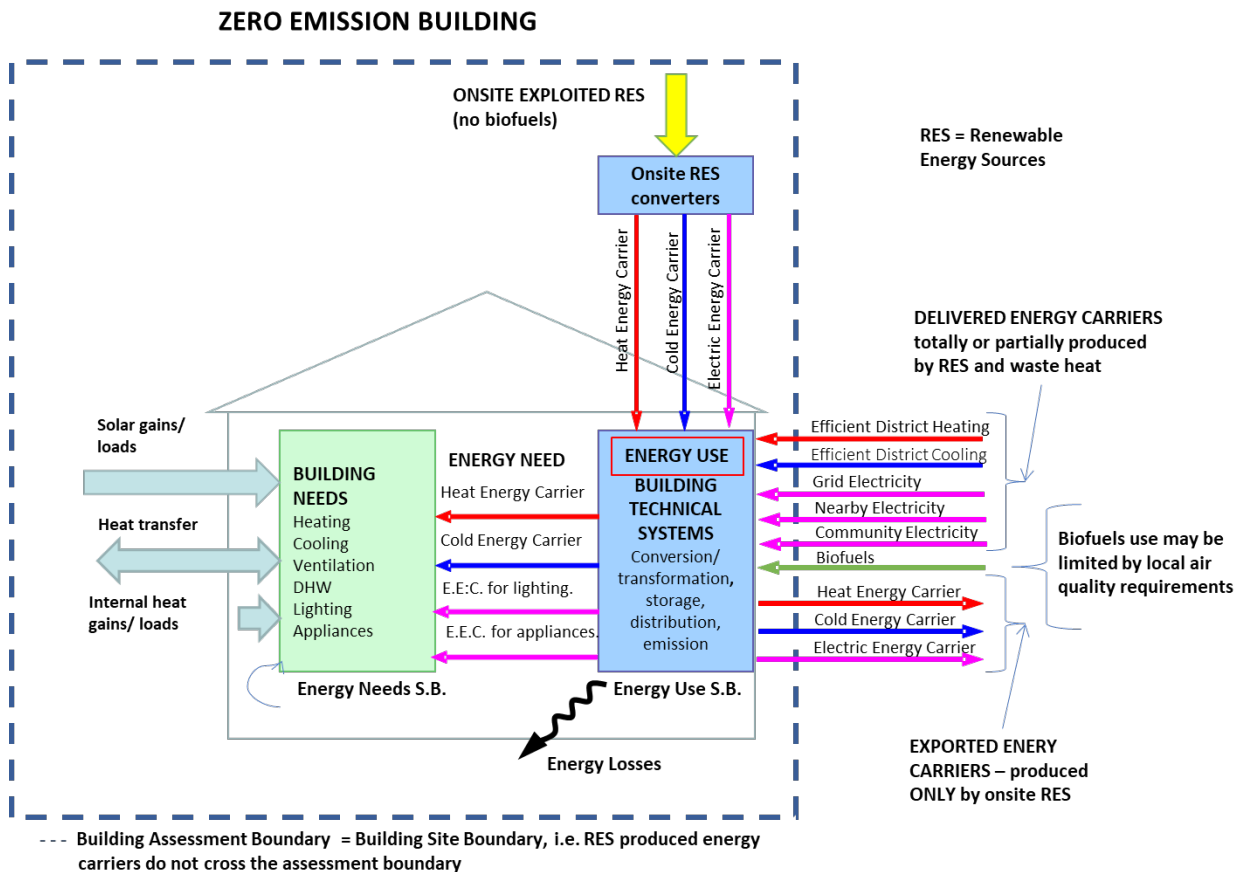 ZERO EMISSION BUILDING
ONSITE EXPLOITED RES
(no biofuels)
RES = Renewable
Energy Sources
Onsite RES
converters
Heat Energy Carrier
Cold Energy Carrier
Electric Energy Carrier
DELIVERED ENERGY CARRIERS
totally or partially produced
by RES and waste heat
Solar gains/
loads
Heat transfer
Internal heat
gains/ loads
BUILDING
NEEDS
Heating
Cooling
Ventilation
DHW
Lighting
Appliances
Energy Needs S.B.
ENERGY NEED
Heat Energy Carrier
Cold Energy Carrier
E.E:C. for lighting.
E.E.C. for appliances.
ENERGY USE
BUILDING
TECHNICAL
SYSTEMS
Conversion/
transformation,
storage,
distribution,
emission
Energy Use S.B.
Energy Losses
Efficient District Heating
Efficient District Cooling
Grid Electricity
Nearby Electricity
Community Electricity
Biofuels
Heat Energy Carrier
Cold Energy Carrier
Electric Energy Carrier
Biofuels use may be
limited by local air
quality requirements
EXPORTED ENERY
CARRIERS – produced
ONLY by onsite RES
--- Building Assessment Boundary = Building Site Boundary, i.e. RES produced energy
carriers do not cross the assessment boundary